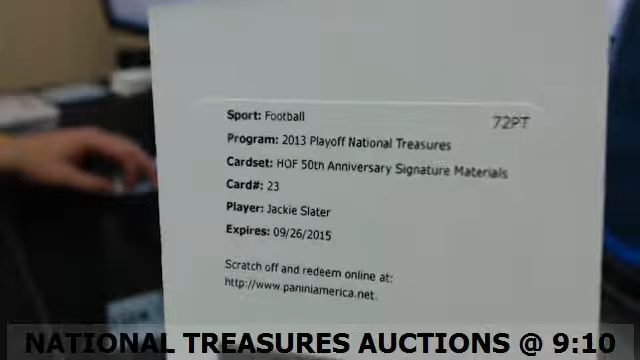 Sport: Football
72PT
Program: 2013 Playoff National Treasures
Cardset: HOF 50th Anniversary Signature Materials
Card#: 23
Player: Jackie Slater
Expires: 09/26/2015
Scratch off and redeem online at:
http://www.paniniamerica.net.
NATIONAL TREASURES AUCTIONS @ 9:10